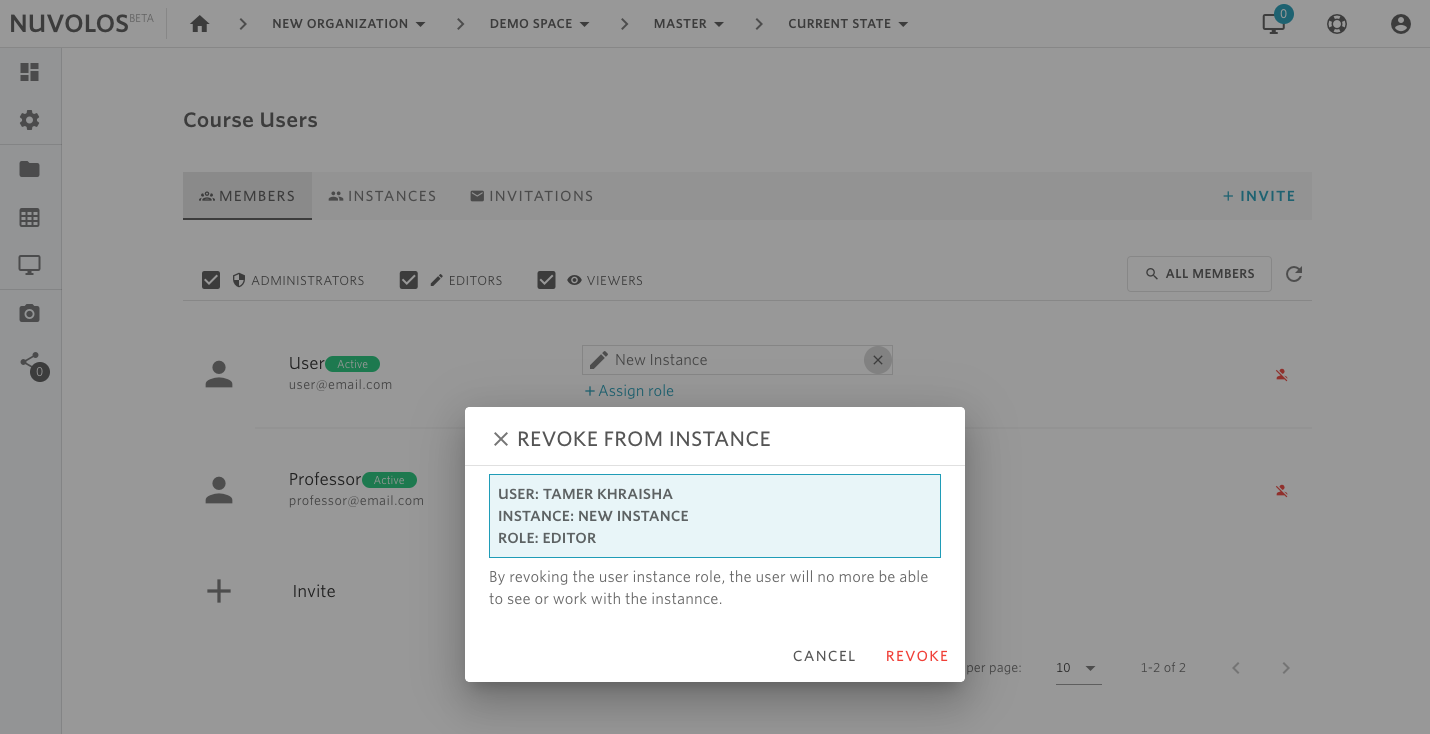 NUVOLOS BETA NEW ORGANIZATION DEMO SPACE MASTER CURRENT STATE 0
Course Users
MEMBERS INSTANCES INVITATIONS + INVITE
ADMINISTRATORS EDITORS VIEWERS ALL MEMBERS
0
User Active New Instance
user@email.com
+ Assign role
REVOKE FROM INSTANCE
USER: TAMER KHRAISHA
INSTANCE: NEW INSTANCE
ROLE: EDITOR
By revoking the user instance role, the user will no more be able
to see or work with the instannce.
CANCEL REVOKE
Professor Active
professor@email.com
Invite
per page: 10 1-2 of 2